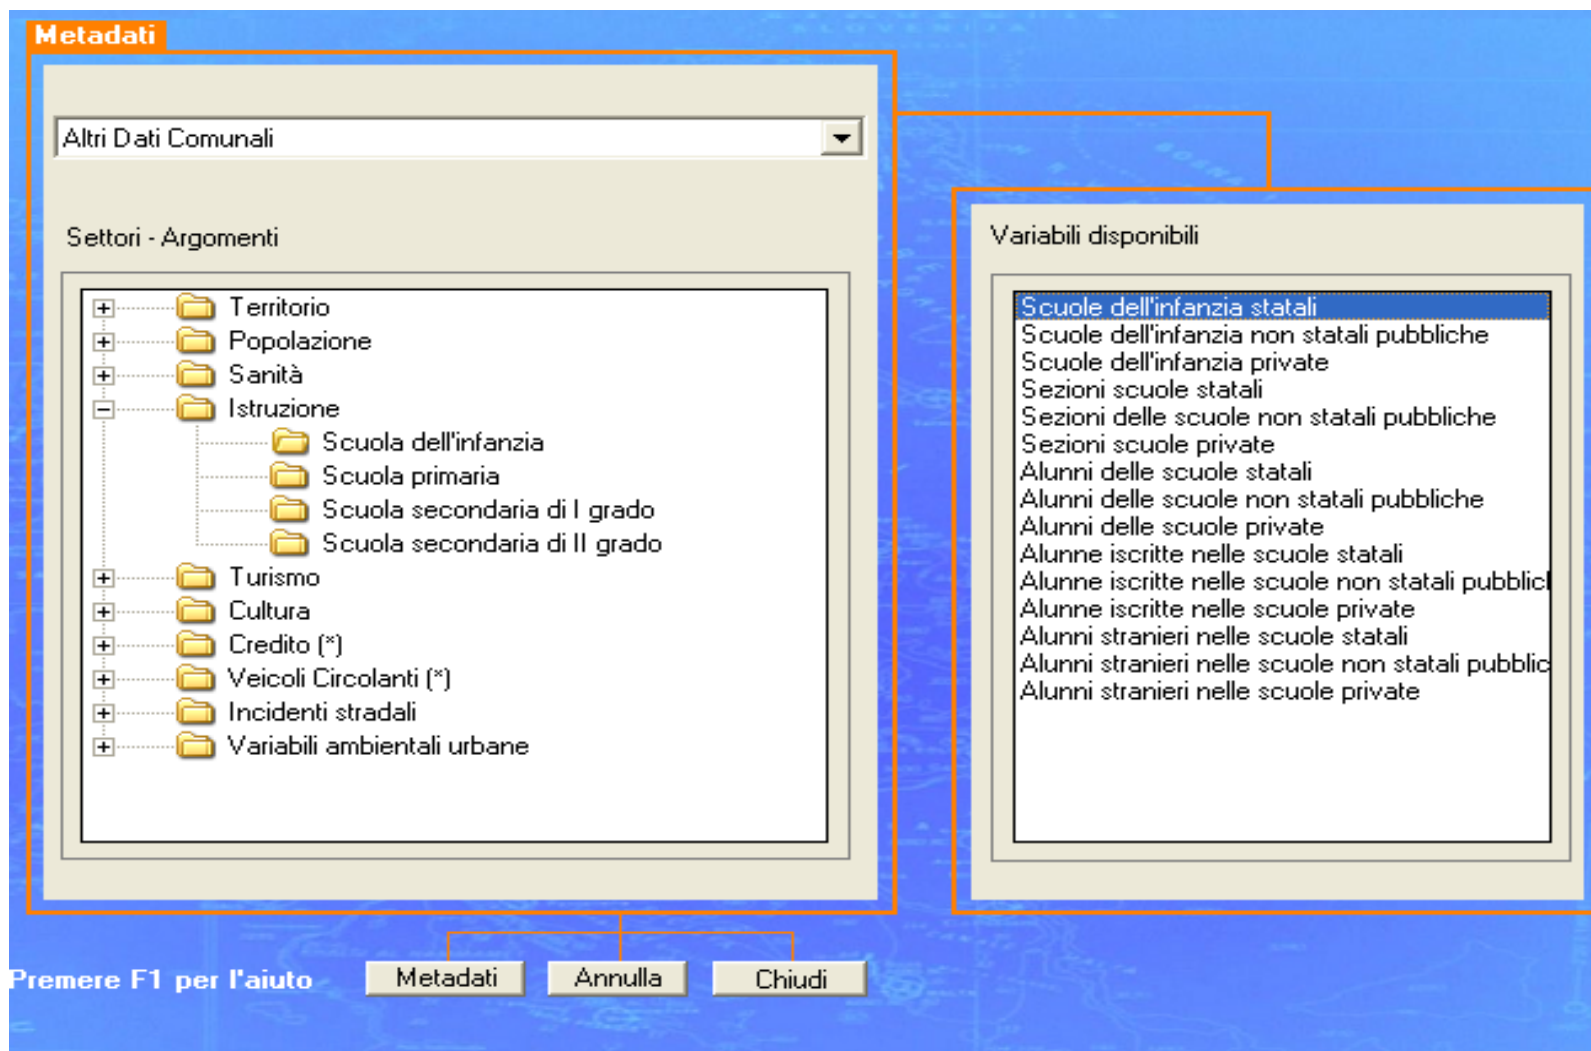 Metadati
Altri Dati Comunali
Settori - Argomenti
Territorio
Popolazione
Sanità
Istruzione
Scuola dell'infanzia
Scuola primaria
Scuola secondaria di I grado
Scuola secondaria di II grado
Turismo
Cultura
Credito (*)
Veicoli Circolanti (*)
Incidenti stradali
Variabili ambientali urbane
Variabili disponibili
Scuole dell'infanzia statali
Scuole dell'infanzia non statali pubbliche
Scuole dell'infanzia private
Sezioni scuole statali
Sezioni delle scuole non statali pubbliche
Sezioni scuole private
Alunni delle scuole statali
Alunni delle scuole non statali pubbliche
Alunni delle scuole private
Alunne iscritte nelle scuole statali
Alunne iscritte nelle scuole non statali
Alunne iscritte nelle scuole private
Alunni stranieri nelle scuole statali
Alunni stranieri nelle scuole non statali pubblic
Alunni stranieri nelle scuole private
Premere F1 per l'aiuto
Metadati
Annulla
Chiudi